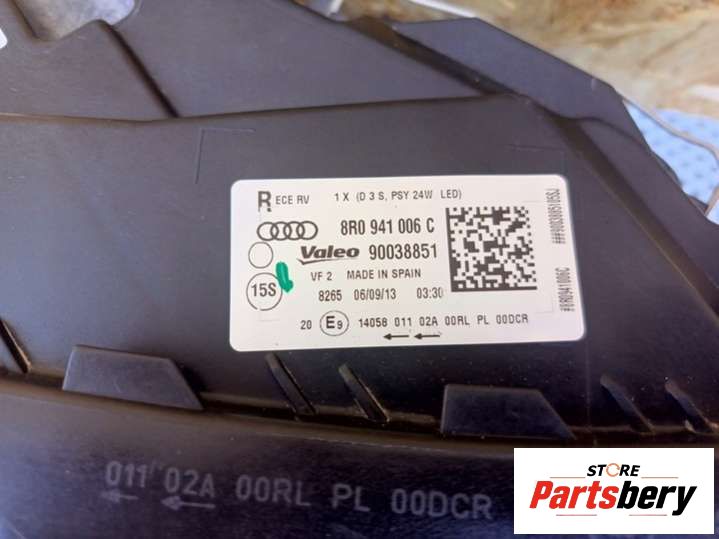 R ECE RV 1 X (D 3 S, PSY 24W LED)
8R0 941 006 C
Valeo 90038851
VF 2 MADE IN SPAIN
15S
8265 06/09/13 03:30
20 E9 14058 011 02A 00RL PL 00DCR
#8R0941006C
011 02A 00RL PL 00DCR
STORE
Partsbery